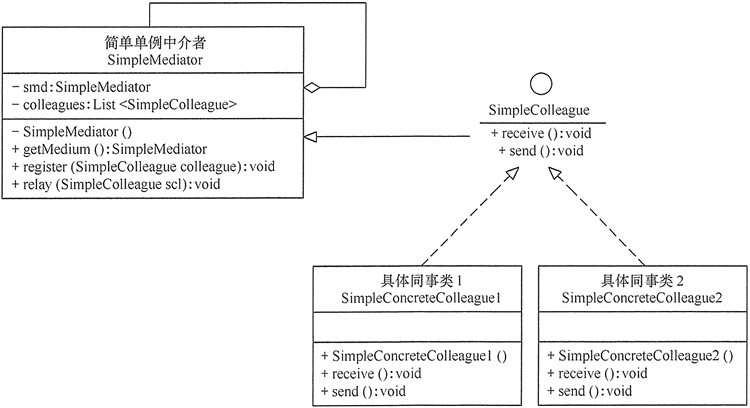 简单单例中介者
SimpleMediator
- smd:SimpleMediator
- colleagues:List <SimpleColleague>
- SimpleMediator()
+ getMedium():SimpleMediator
+ register (SimpleColleague colleague):void
+ relay (SimpleColleague scl):void
SimpleColleague
+ receive():void
+ send():void
具体同事类1
SimpleConcreteColleague1
+ SimpleConcreteColleague1()
+ receive():void
+ send():void
具体同事类2
SimpleConcreteColleague2
+ SimpleConcreteColleague2()
+ receive():void
+ send():void